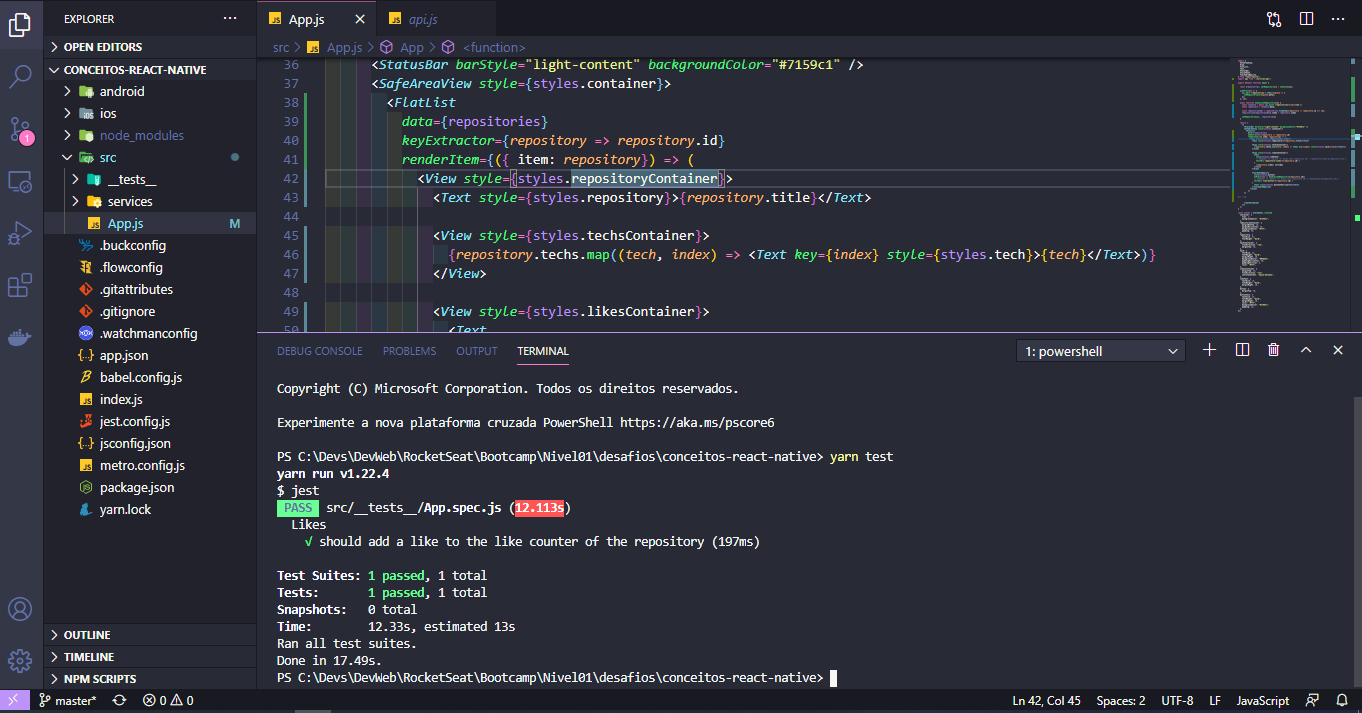 EXPLORER
OPEN EDITORS
CONCEITOS-REACT-NATIVE
android
ios
node_modules
src
__tests__
services
JS App.js M
.buckconfig
.flowconfig
.gitattributes
.gitignore
.watchmanconfig
{..} app.json
babel.config.js
JS index.js
jest.config.js
{..} jsconfig.json
JS metro.config.js
package.json
yarn.lock
OUTLINE
TIMELINE
NPM SCRIPTS
1
JS App.js
JS api.js
src > JS App.js > App > <function>
36 <StatusBar barStyle="light-content" backgroundColor="#7159c1" />
37 <SafeAreaView style={styles.container}>
38 <FlatList
39 data={repositories}
40 keyExtractor={repository => repository.id}
41 renderItem={({ item: repository}) => (
42 <View style={styles.repositoryContainer}>
43 <Text style={styles.repository}>{repository.title}</Text>
44
45 <View style={styles.techsContainer}>
46 {repository.techs.map((tech, index) => <Text key={index} style={styles.tech}>{tech}</Text>)}
47 </View>
48
49 <View style={styles.likesContainer}>
50 <Text
DEBUG CONSOLE PROBLEMS OUTPUT TERMINAL 1: powershell
Copyright (C) Microsoft Corporation. Todos os direitos reservados.
Experimente a nova plataforma cruzada PowerShell https://aka.ms/pscore6
PS C:\Devs\DevWeb\RocketSeat\Bootcamp\Nivel01\desafios\conceitos-react-native> yarn test
yarn run v1.22.4
$ jest
PASS src/__tests__/App.spec.js (12.113s)
Likes
√ should add a like to the like counter of the repository (197ms)
Test Suites: 1 passed, 1 total
Tests: 1 passed, 1 total
Snapshots: 0 total
Time: 12.33s, estimated 13s
Ran all test suites.
Done in 17.49s.
PS C:\Devs\DevWeb\RocketSeat\Bootcamp\Nivel01\desafios\conceitos-react-native>
master* 0 0 Ln 42, Col 45 Spaces: 2 UTF-8 LF JavaScript